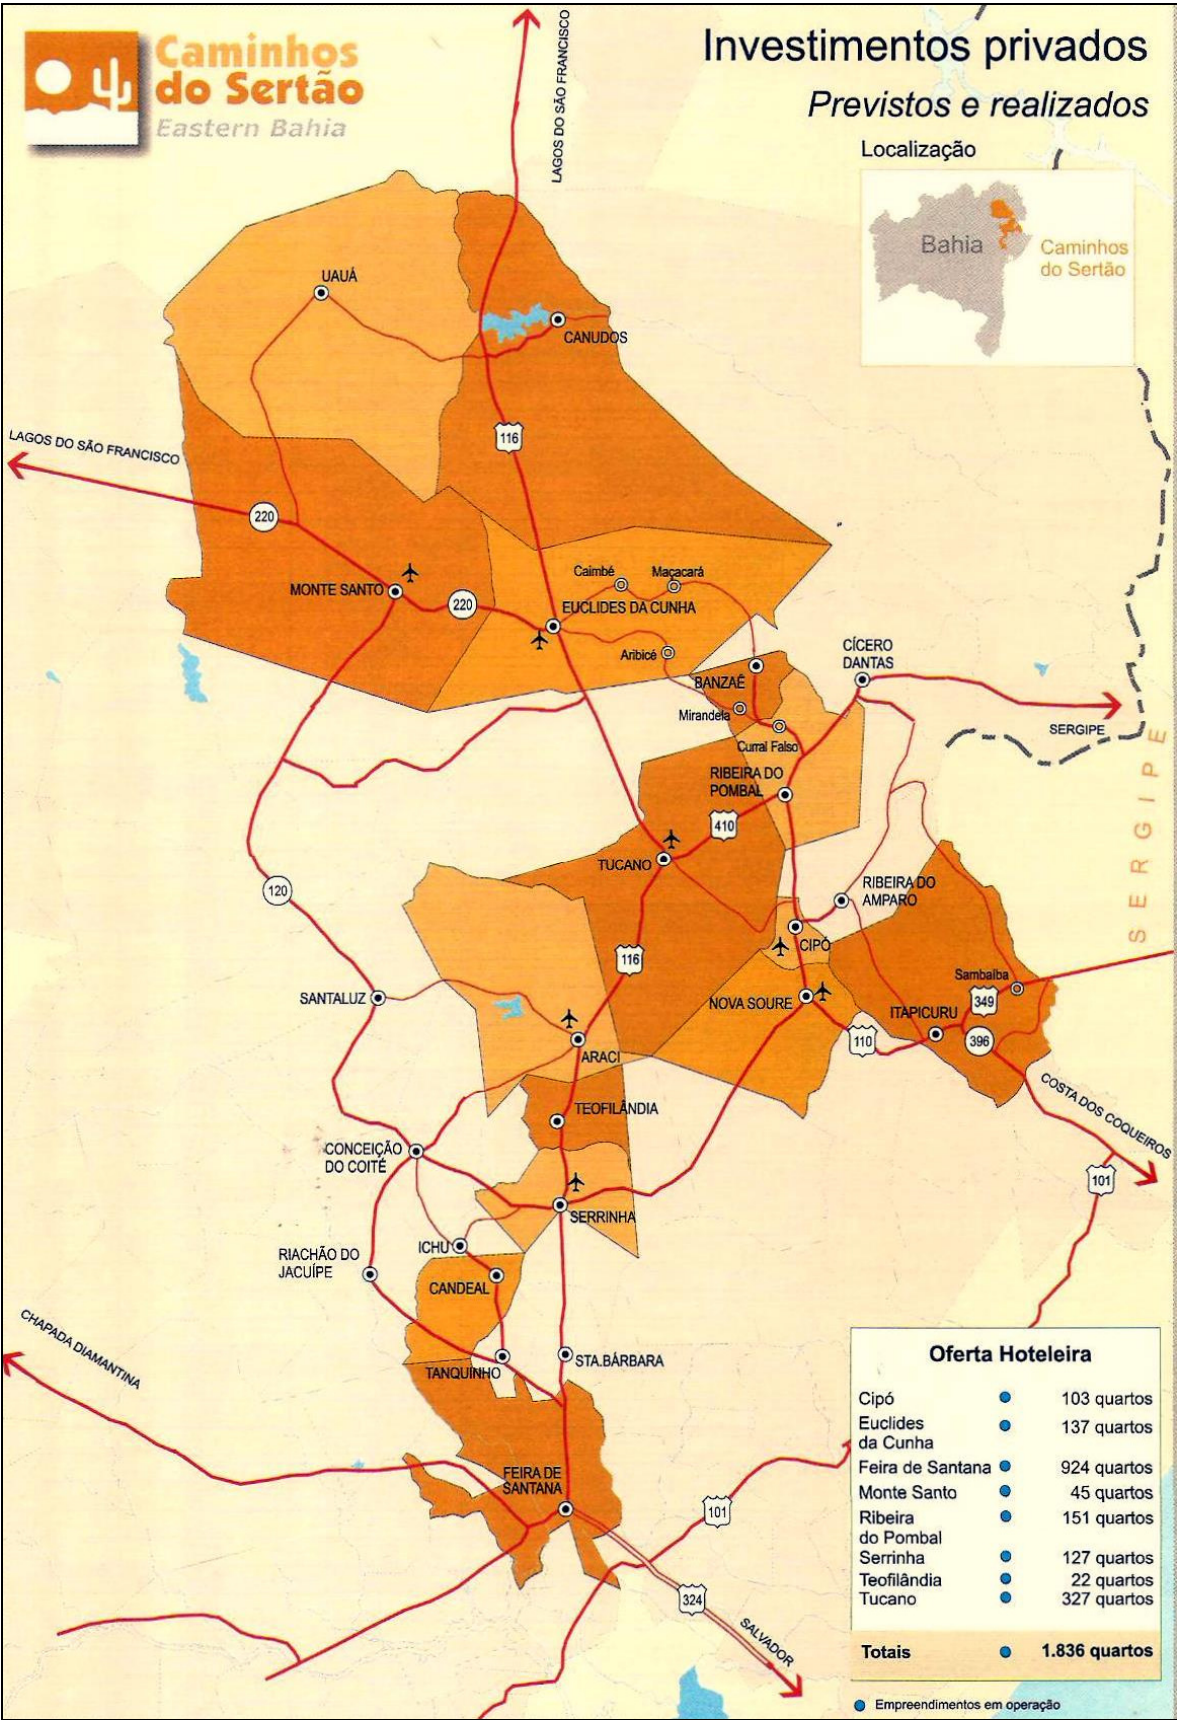 Caminhos
do Sertão
Eastern Bahia
LAGOS DO SÃO FRANCISCO
Investimentos privados
Previstos e realizados
Localização
Bahia
Caminhos
do Sertão
UAUÁ
CANUDOS
116
LAGOS DO SÃO FRANCISCO
220
MONTE SANTO
220
Caimbé
Maçacará
EUCLIDES DA CUNHA
Aribicé
CÍCERO
DANTAS
BANZAÊ
Mirandela
SERGIPE
Curral Falso
RIBEIRA DO
POMBAL
410
TUCANO
SERGIPE
120
RIBEIRA DO
AMPARO
CIPÓ
116
SANTALUZ
NOVA SOURE
Sambaíba
349
ITAPICURU
110
396
ARACI
COSTA DOS COQUEIROS
TEOFILÂNDIA
CONCEIÇÃO
DO COITÉ
101
SERRINHA
ICHU
RIACHÃO DO
JACUÍPE
CANDEAL
CHAPADA DIAMANTINA
STA.BÁRBARA
TANQUINHO
FEIRA DE
SANTANA
101
324
SALVADOR
Oferta Hoteleira
Cipó 103 quartos
Euclides
da Cunha 137 quartos
Feira de Santana 924 quartos
Monte Santo 45 quartos
Ribeira
do Pombal 151 quartos
Serrinha 127 quartos
Teofilândia 22 quartos
Tucano 327 quartos
Totais 1.836 quartos
Empreendimentos em operação